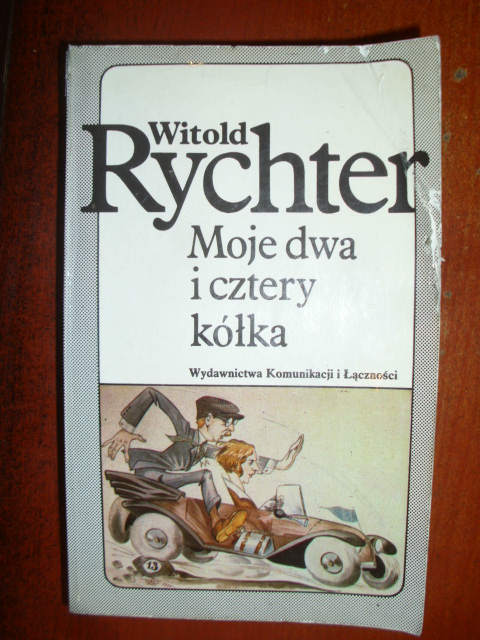 Witold
Rychter
Moje dwa
i cztery
kółka
Wydawnictwa Komunikacji i Łączności
13